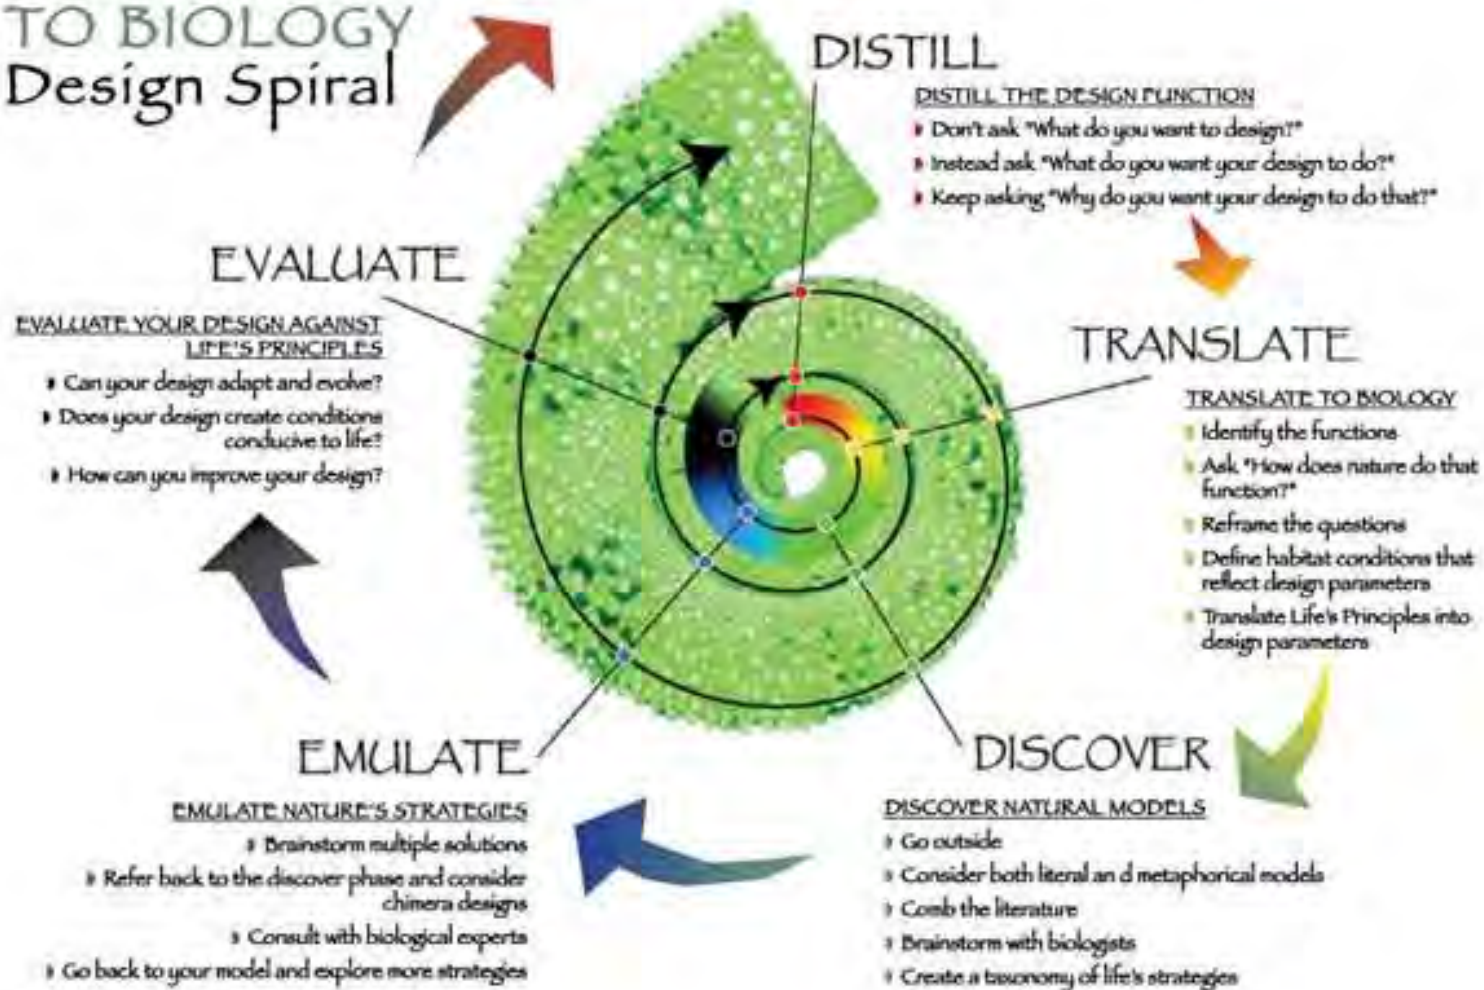 TO BIOLOGY
Design Spiral
DISTILL
DISTILL THE DESIGN FUNCTION
Don't ask "What do you want to design?"
Instead ask "What do you want your design to do?"
Keep asking "Why do you want your design to do that?"
TRANSLATE
TRANSLATE TO BIOLOGY
Identify the functions
Ask "How does nature do that
function?"
Reframe the questions
Define habitat conditions that
reflect design parameters
Translate Life's Principles into
design parameters
DISCOVER
DISCOVER NATURAL MODELS
Go outside
Consider both literal an d metaphorical models
Comb the literature
Brainstorm with biologists
Create a taxonomy of life's strategies
EMULATE
EMULATE NATURE'S STRATEGIES
Brainstorm multiple solutions
Refer back to the discover phase and consider
chimera designs
Consult with biological experts
Go back to your model and explore more strategies
EVALUATE
EVALUATE YOUR DESIGN AGAINST
LIFE'S PRINCIPLES
Can your design adapt and evolve?
Does your design create conditions
conducive to life?
How can you improve your design?